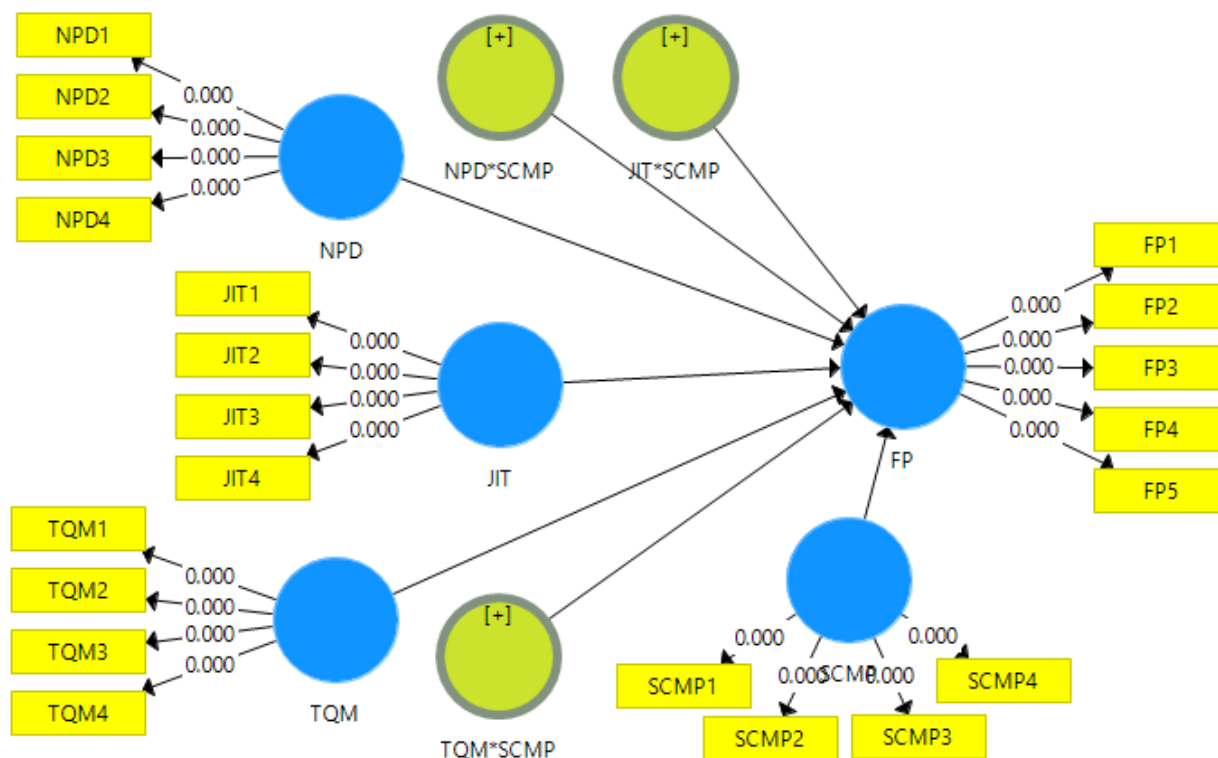 NPD1
NPD2
NPD3
NPD4
0.000
0.000
0.000
0.000
NPD
[+]
NPD*SCMP
[+]
JIT*SCMP
JIT1
JIT2
JIT3
JIT4
0.000
0.000
0.000
0.000
JIT
FP
0.000
0.000
0.000
0.000
0.000
FP1
FP2
FP3
FP4
FP5
TQM1
TQM2
TQM3
TQM4
0.000
0.000
0.000
0.000
TQM
[+]
TQM*SCMP
SCMP
0.000
0.000
0.000
0.000
SCMP1
SCMP2
SCMP3
SCMP4